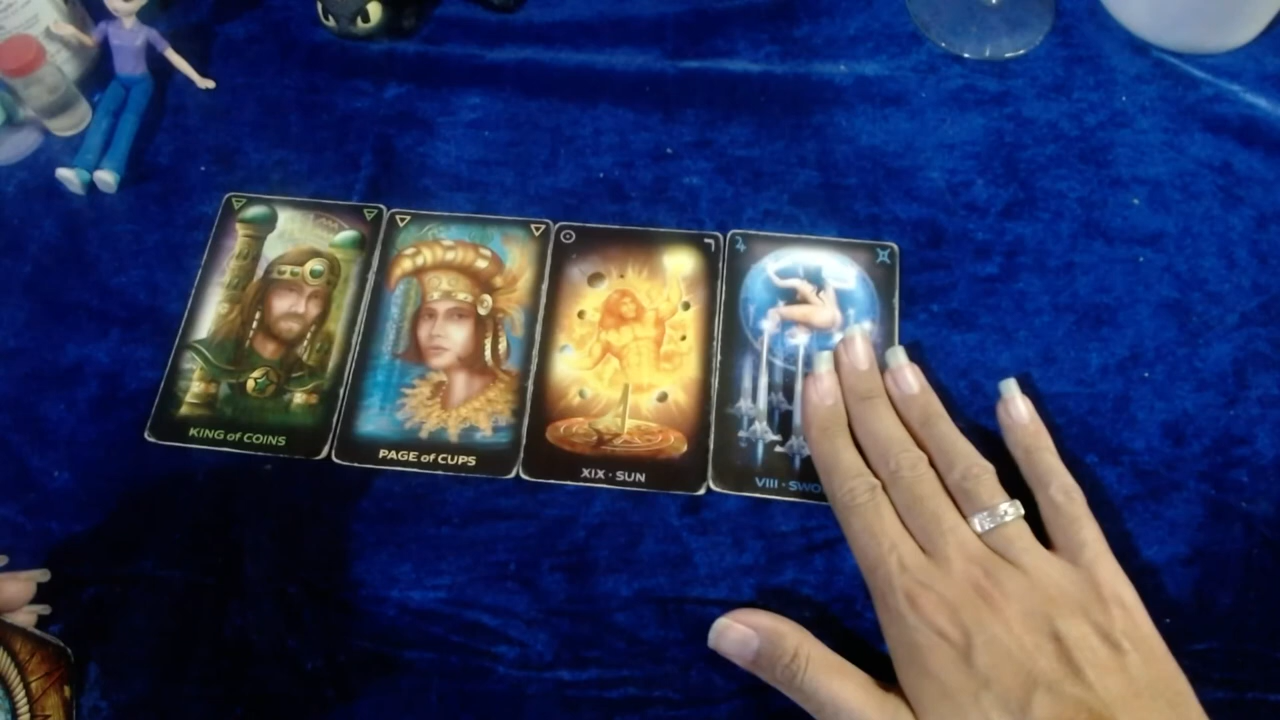 KING of COINS
PAGE of CUPS
XIX · SUN
VIII · SWO